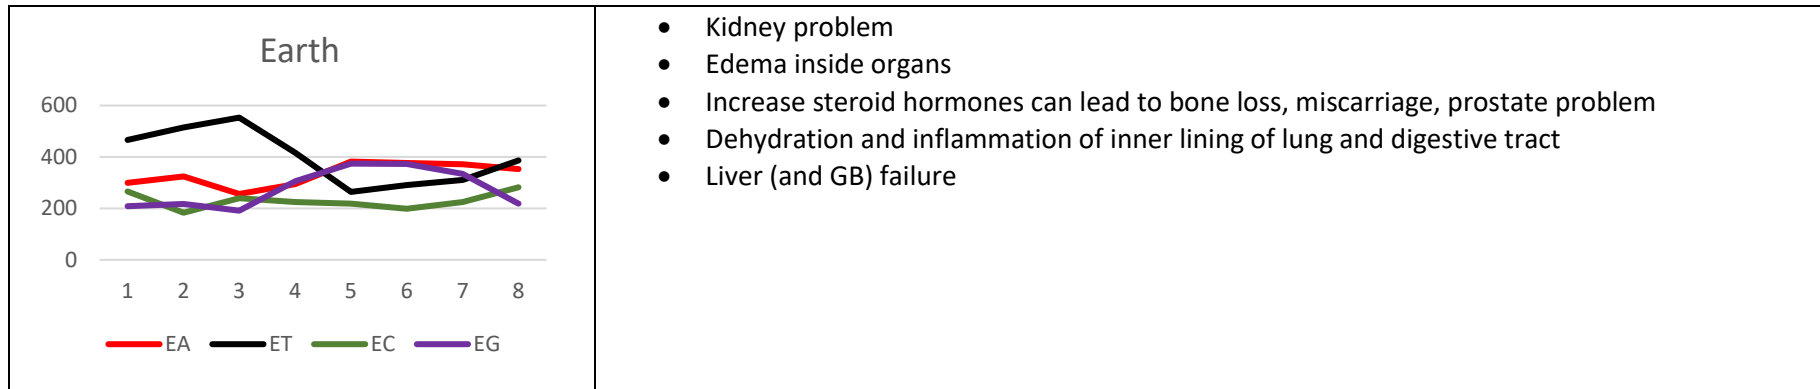 Earth
600
400
200
0
1 2 3 4 5 6 7 8
EA ET EC EG
• Kidney problem
• Edema inside organs
• Increase steroid hormones can lead to bone loss, miscarriage, prostate problem
• Dehydration and inflammation of inner lining of lung and digestive tract
• Liver (and GB) failure